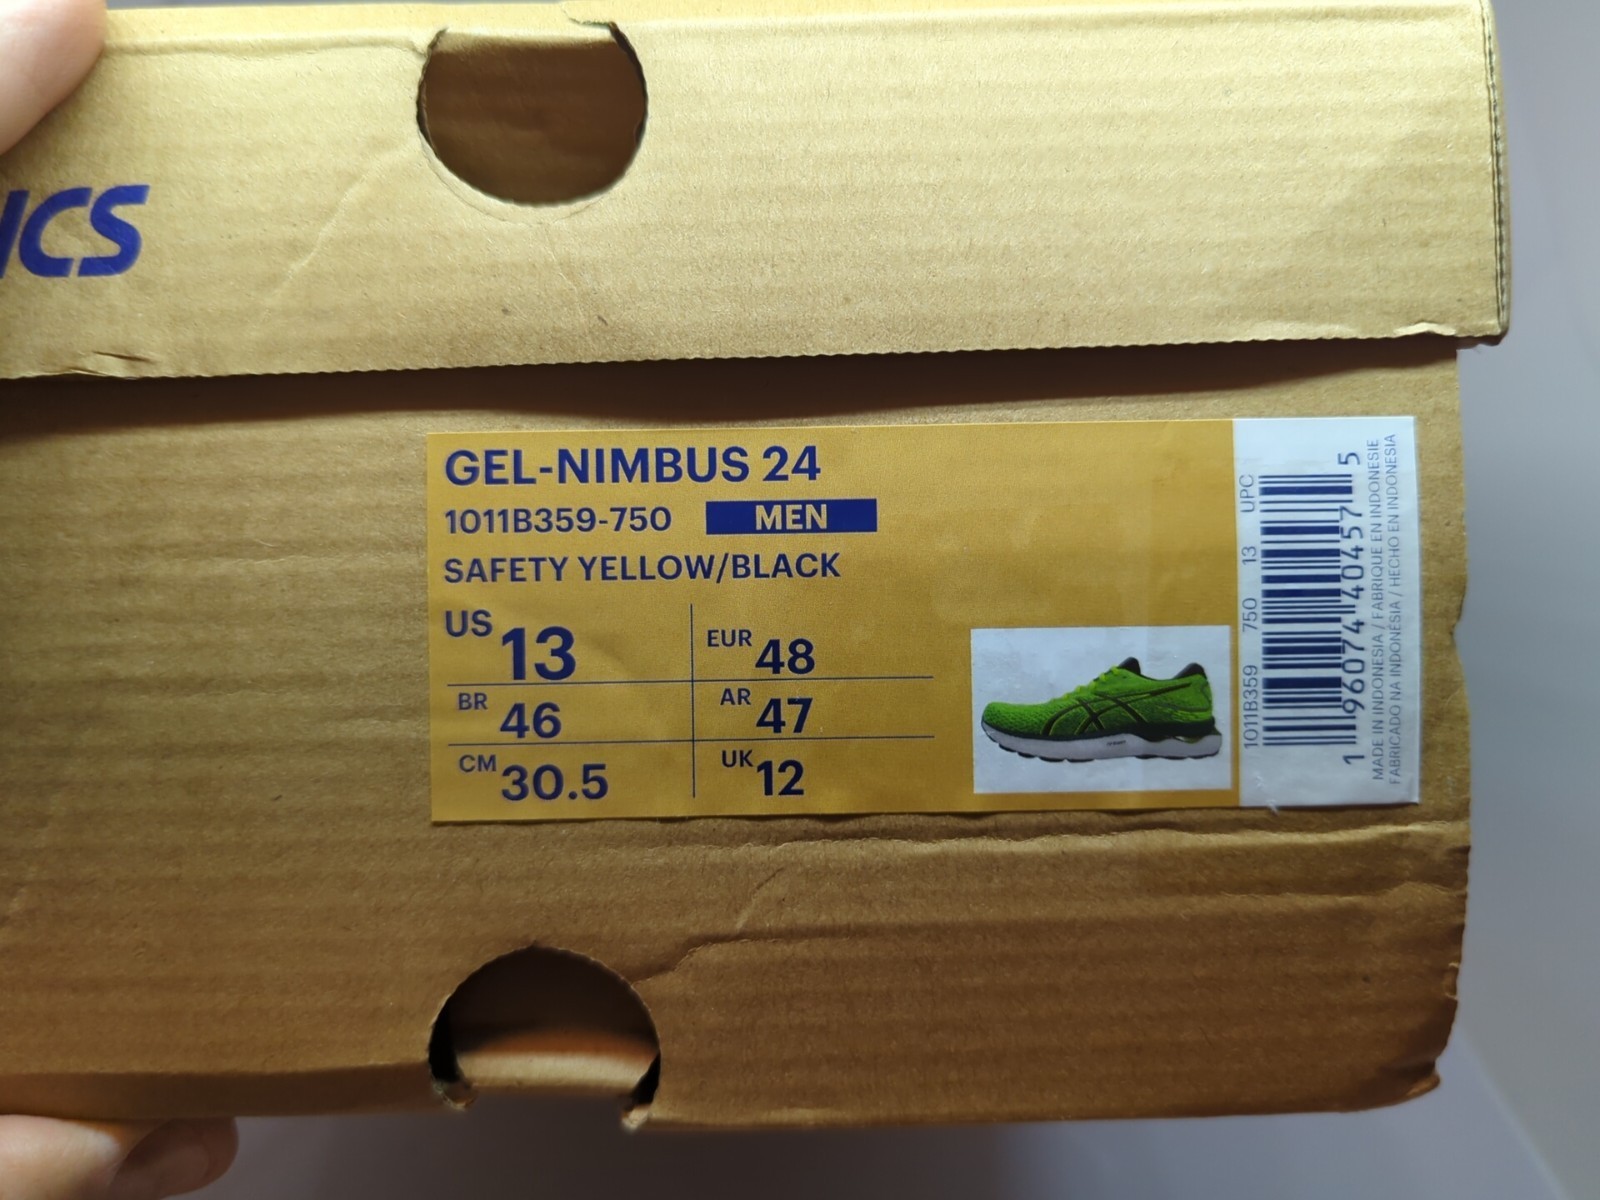 ICS
GEL-NIMBUS 24
1011B359-750 MEN
SAFETY YELLOW/BLACK
US 13
EUR 48
BR 46
AR 47
CM 30.5
UK 12
1011B359 750 13 UPC
1 96074 40457 5
MADE IN INDONESIA / FABRIQUE EN INDONESIE
FABRICADO NA INDONÉSIA / HECHO EN INDONESIA